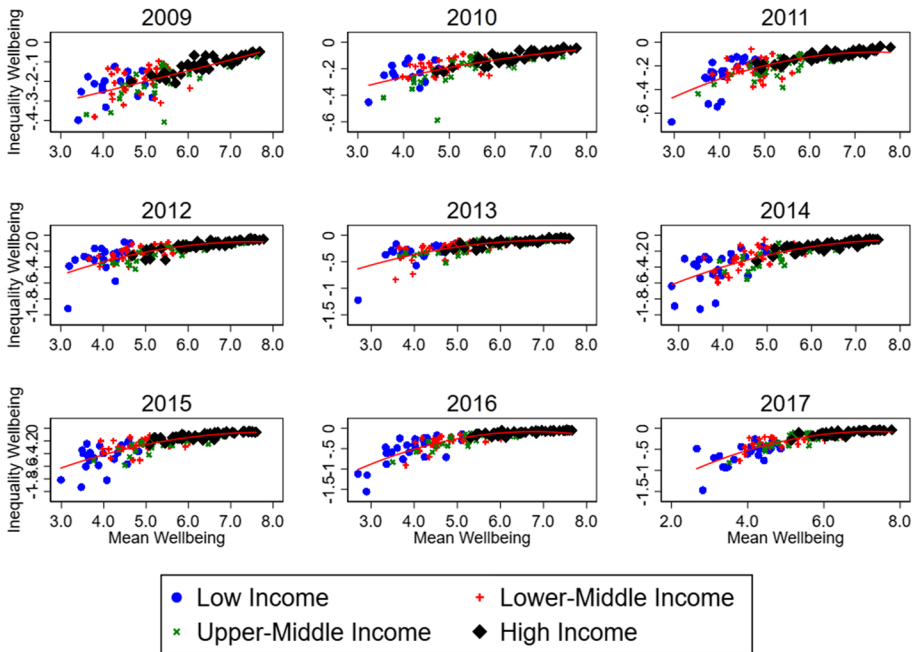 2009 2010 2011
Inequality Wellbeing
-.4-.3-.2-.1 0
-.6 -.4 -.2 0
-.6 -.4 -.2 0
3.0 4.0 5.0 6.0 7.0 8.0
3.0 4.0 5.0 6.0 7.0 8.0
3.0 4.0 5.0 6.0 7.0 8.0
2012 2013 2014
Inequality Wellbeing
-1-.8-.6-.4-.20
-1.5 -1 -.5 0
-1-.8-.6-.4-.20
3.0 4.0 5.0 6.0 7.0 8.0
3.0 4.0 5.0 6.0 7.0 8.0
3.0 4.0 5.0 6.0 7.0 8.0
2015 2016 2017
Inequality Wellbeing
-1-.8-.6-.4-.20
-1.5 -1 -.5 0
-1.5 -1 -.5 0
3.0 4.0 5.0 6.0 7.0 8.0
3.0 4.0 5.0 6.0 7.0 8.0
2.0 4.0 6.0 8.0
Mean Wellbeing Mean Wellbeing Mean Wellbeing
Low Income Lower-Middle Income
Upper-Middle Income High Income